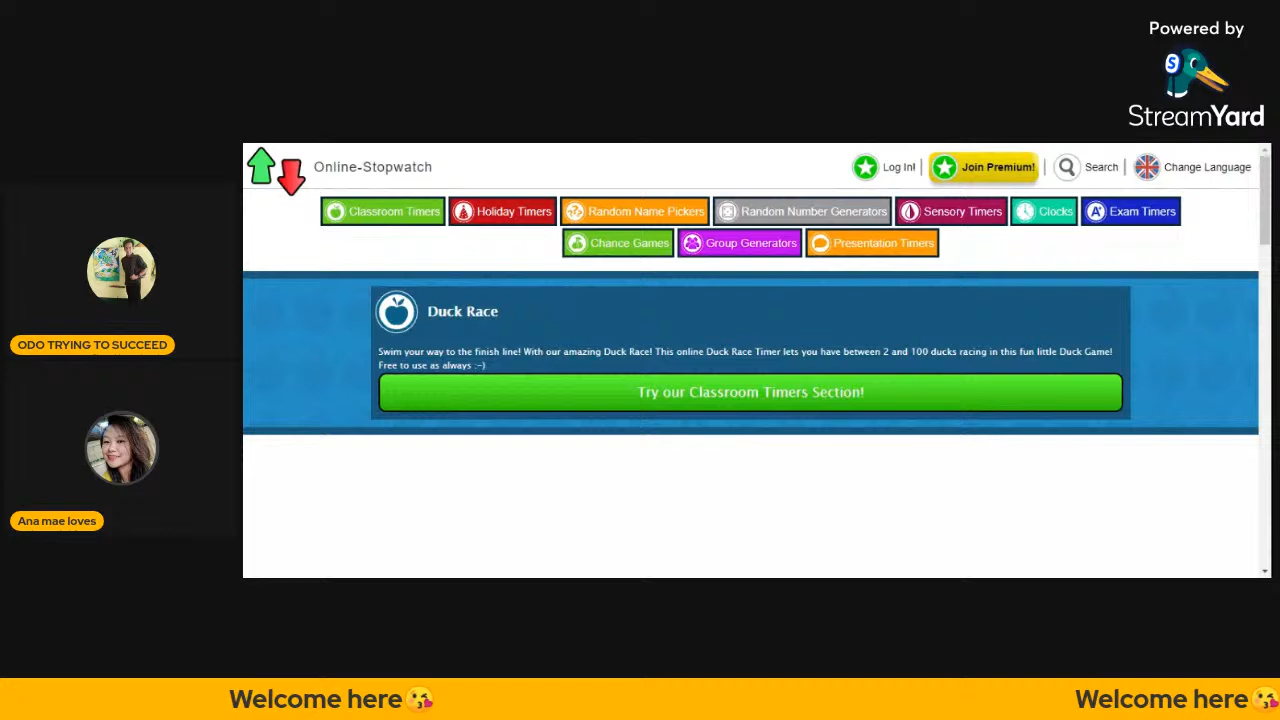 Powered by
StreamYard
Online-Stopwatch
Log In! | Join Premium! | Search | Change Language
Classroom Timers Holiday Timers Random Name Pickers Random Number Generators Sensory Timers Clocks Exam Timers
Chance Games Group Generators Presentation Timers
Duck Race
Swim your way to the finish line! With our amazing Duck Race! This online Duck Race Timer lets you have between 2 and 100 ducks racing in this fun little Duck Game!
Free to use as always :-)
Try our Classroom Timers Section!
ODO TRYING TO SUCCEED
Ana mae loves
Welcome here😘 Welcome here😘